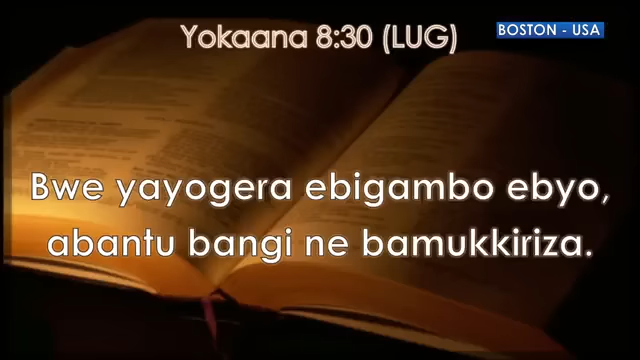 Yokaana 8:30 (LUG)
BOSTON - USA
Bwe yayogera ebigambo ebyo,
abantu bangi ne bamukkiriza.